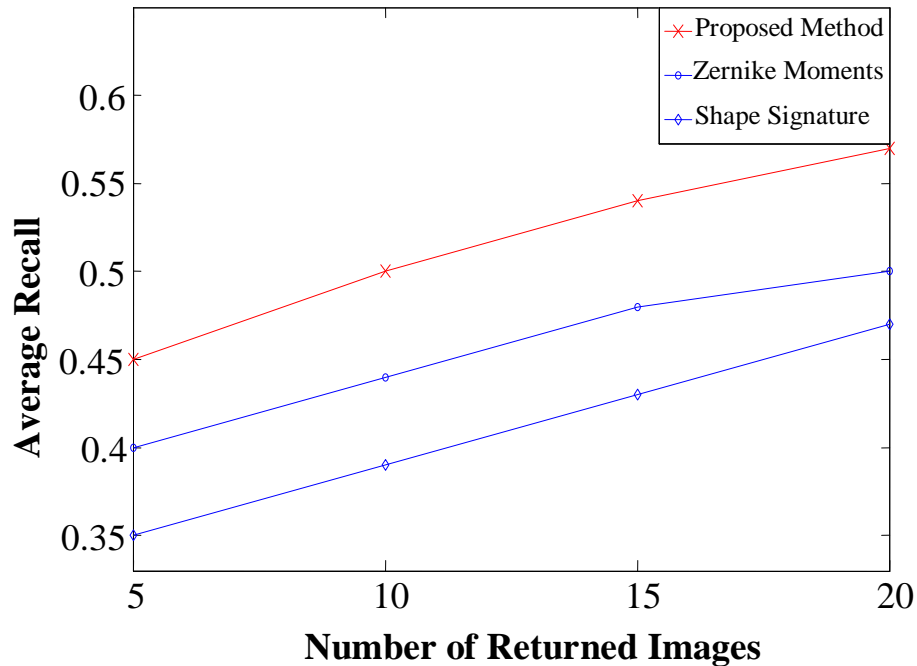 Proposed Method
Zernike Moments
Shape Signature
0.6
0.55
0.5
0.45
0.4
0.35
Average Recall
5 10 15 20
Number of Returned Images